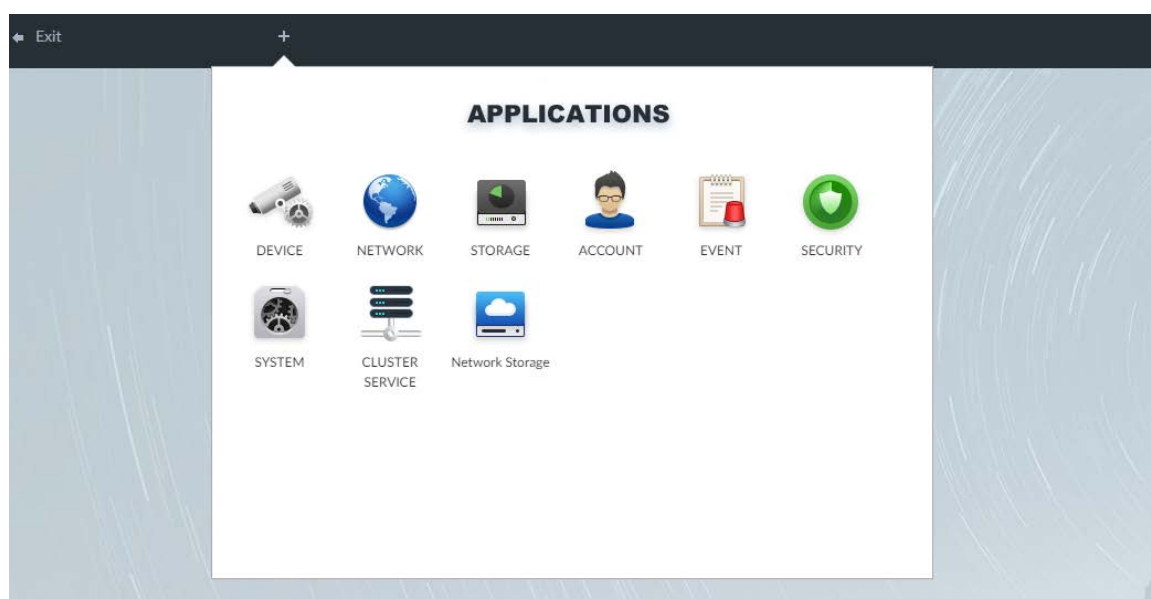 Exit
+
APPLICATIONS
DEVICE NETWORK STORAGE ACCOUNT EVENT SECURITY
SYSTEM CLUSTER SERVICE Network Storage